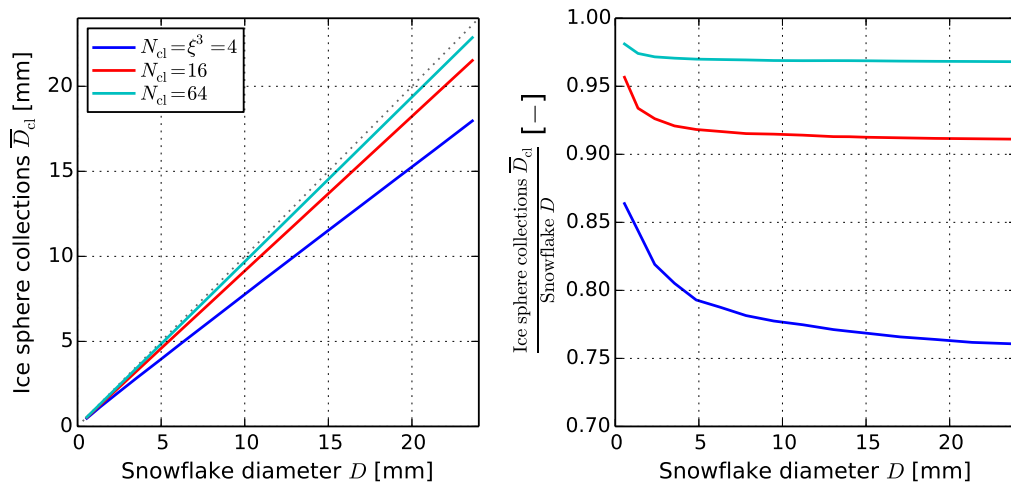 Ice sphere collections D̅_cl [mm]
20
15
10
5
0
N_cl = ξ³ = 4
N_cl = 16
N_cl = 64
0 5 10 15 20
Snowflake diameter D [mm]
Ice sphere collections D̅_cl
Snowflake D
[−]
1.00
0.95
0.90
0.85
0.80
0.75
0.70
0 5 10 15 20
Snowflake diameter D [mm]